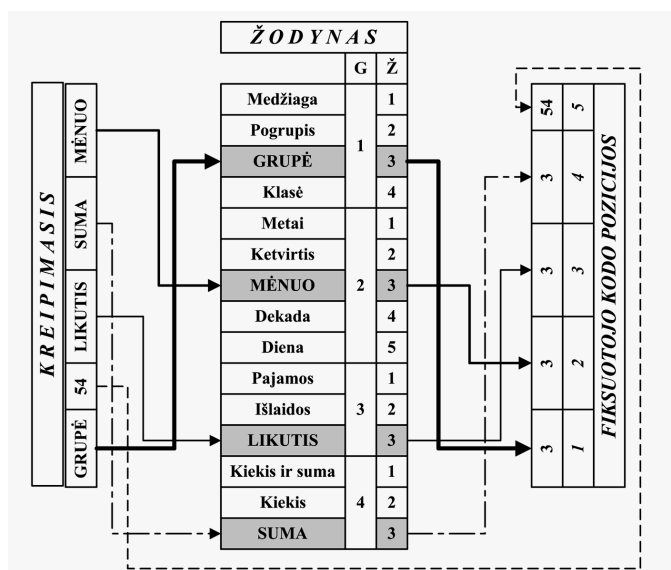 ŽODYNAS
G Ž
Medžiaga 1
Pogrupis 2
1
GRUPĖ 3
Klasė 4
Metai 1
Ketvirtis 2
MĖNUO 2 3
Dekada 4
Diena 5
Pajamos 1
Išlaidos 3 2
LIKUTIS 3
Kiekis ir suma 1
Kiekis 4 2
SUMA 3
KREIPIMASIS
GRUPĖ 54 LIKUTIS SUMA MĖNUO
3 3 3 3 54
1 2 3 4 5
FIKSUOTOJO KODO POZICIJOS